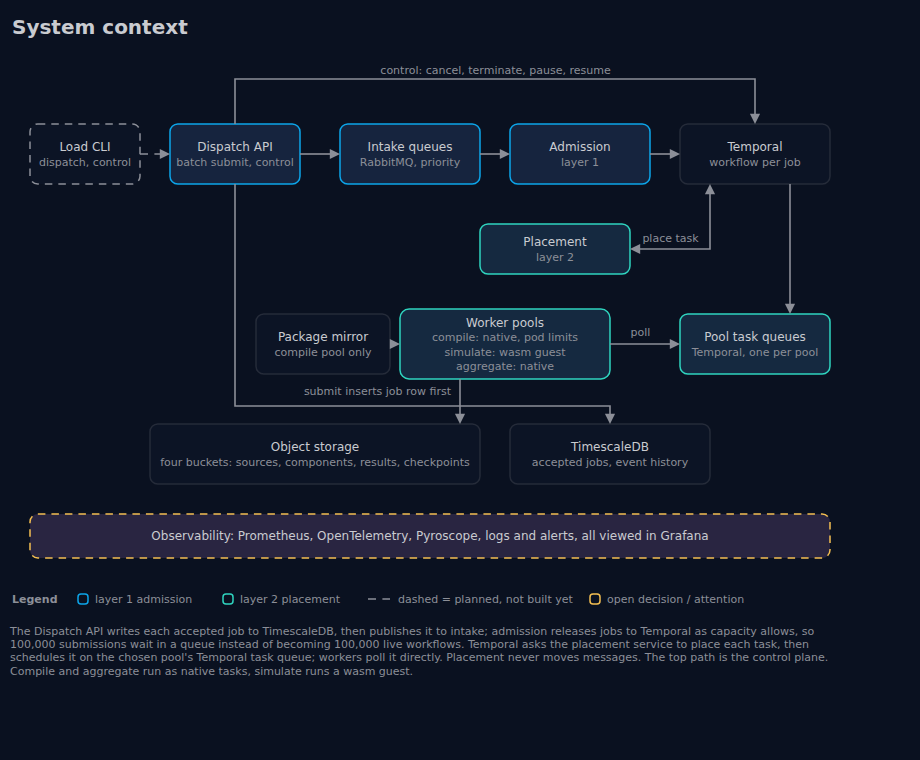 System context
control: cancel, terminate, pause, resume
Load CLI
dispatch, control
Dispatch API
batch submit, control
Intake queues
RabbitMQ, priority
Admission
layer 1
Temporal
workflow per job
Placement
layer 2
place task
Package mirror
compile pool only
Worker pools
compile: native, pod limits
simulate: wasm guest
aggregate: native
poll
Pool task queues
Temporal, one per pool
submit inserts job row first
Object storage
four buckets: sources, components, results, checkpoints
TimescaleDB
accepted jobs, event history
Observability: Prometheus, OpenTelemetry, Pyroscope, logs and alerts, all viewed in Grafana
Legend
layer 1 admission
layer 2 placement
dashed = planned, not built yet
open decision / attention
The Dispatch API writes each accepted job to TimescaleDB, then publishes it to intake; admission releases jobs to Temporal as capacity allows, so
100,000 submissions wait in a queue instead of becoming 100,000 live workflows. Temporal asks the placement service to place each task, then
schedules it on the chosen pool's Temporal task queue; workers poll it directly. Placement never moves messages. The top path is the control plane.
Compile and aggregate run as native tasks, simulate run a wasm guest.